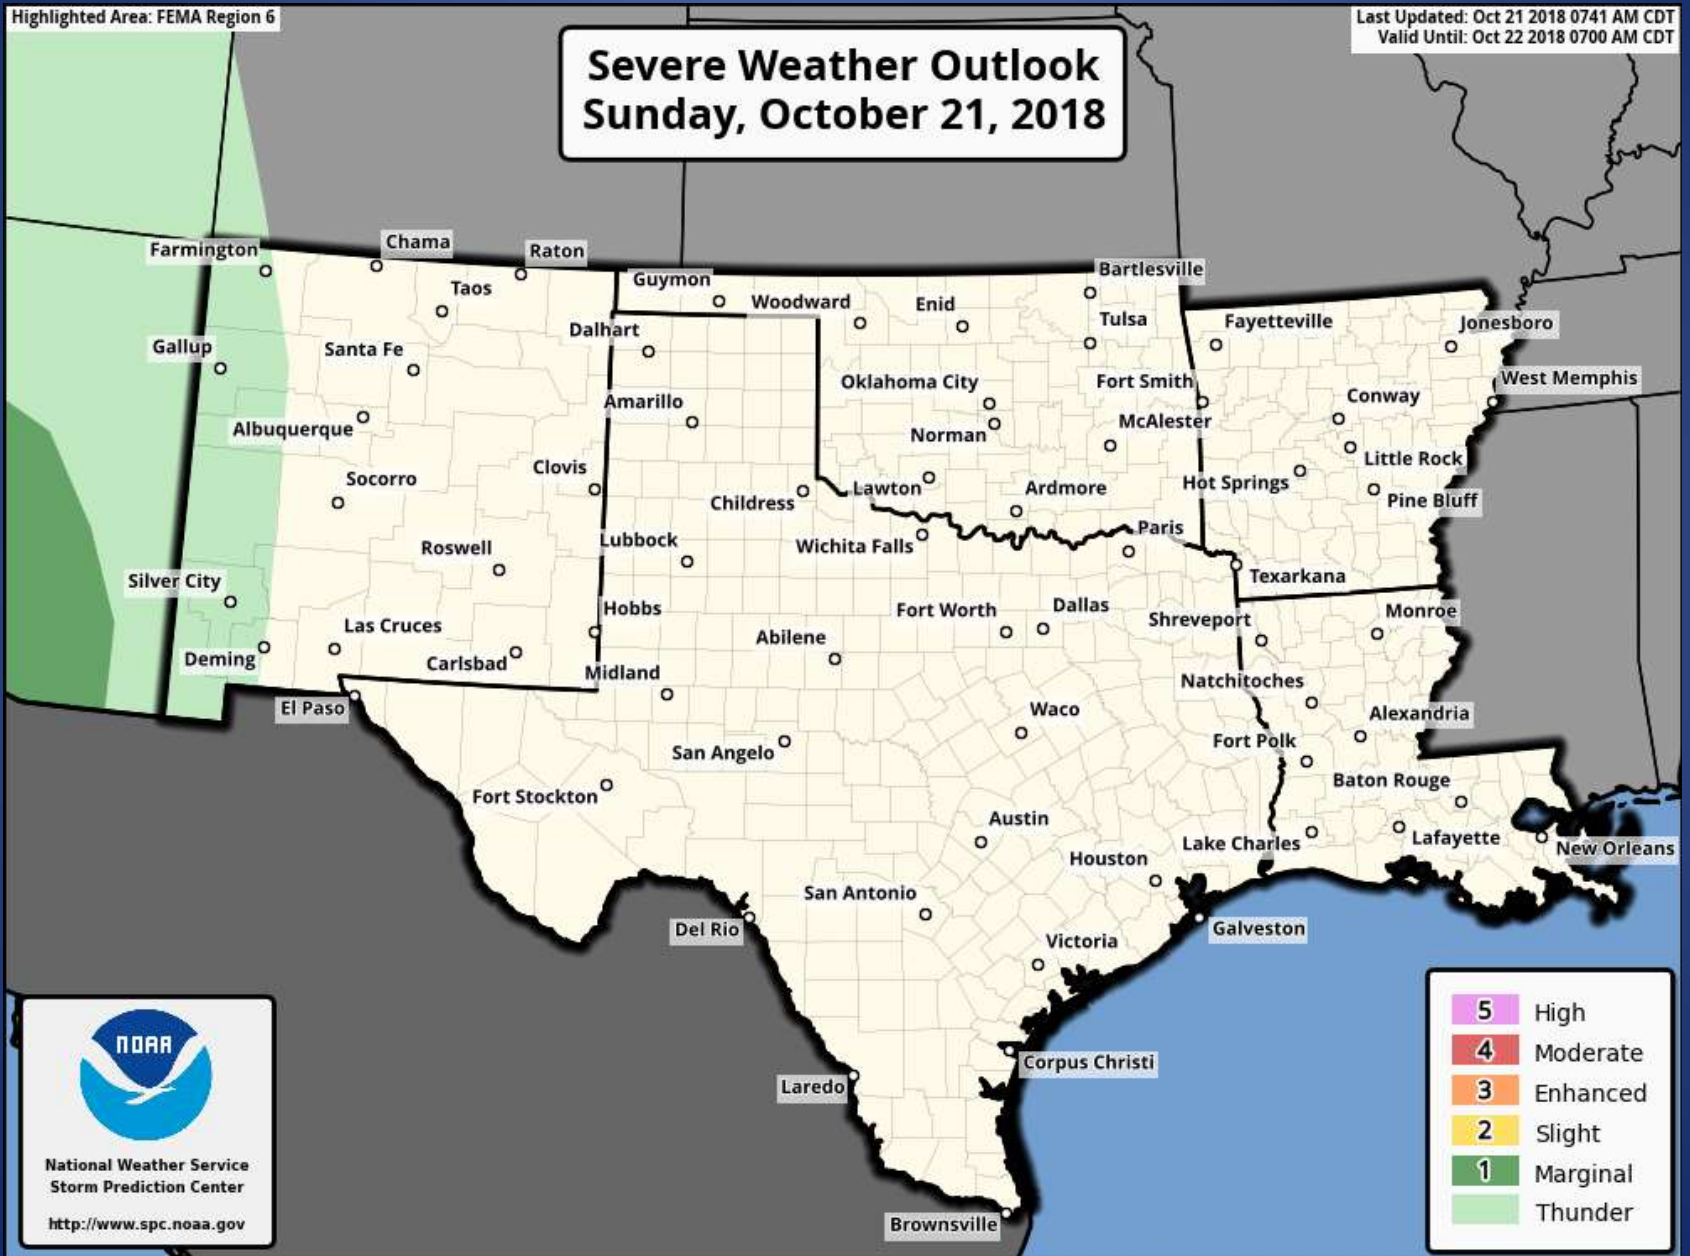 Highlighted Area: FEMA Region 6
Last Updated: Oct 21 2018 0741 AM CDT
Valid Until: Oct 22 2018 0700 AM CDT
Severe Weather Outlook
Sunday, October 21, 2018
Farmington
Chama
Raton
Taos
Guymon
Woodward
Enid
Bartlesville
Tulsa
Fayetteville
Jonesboro
Gallup
Santa Fe
Dalhart
Oklahoma City
Fort Smith
West Memphis
Albuquerque
Amarillo
Norman
McAlester
Conway
Little Rock
Socorro
Clovis
Childress
Lawton
Ardmore
Hot Springs
Pine Bluff
Roswell
Lubbock
Wichita Falls
Paris
Texarkana
Silver City
Hobbs
Fort Worth
Dallas
Shreveport
Monroe
Las Cruces
Abilene
Deming
Carlsbad
Midland
Natchitoches
El Paso
Waco
Alexandria
San Angelo
Fort Polk
Fort Stockton
Baton Rouge
Austin
Lake Charles
Lafayette
New Orleans
Houston
San Antonio
Del Rio
Victoria
Galveston
Corpus Christi
Laredo
Brownsville
NOAA
National Weather Service
Storm Prediction Center
http://www.spc.noaa.gov
5 High
4 Moderate
3 Enhanced
2 Slight
1 Marginal
Thunder